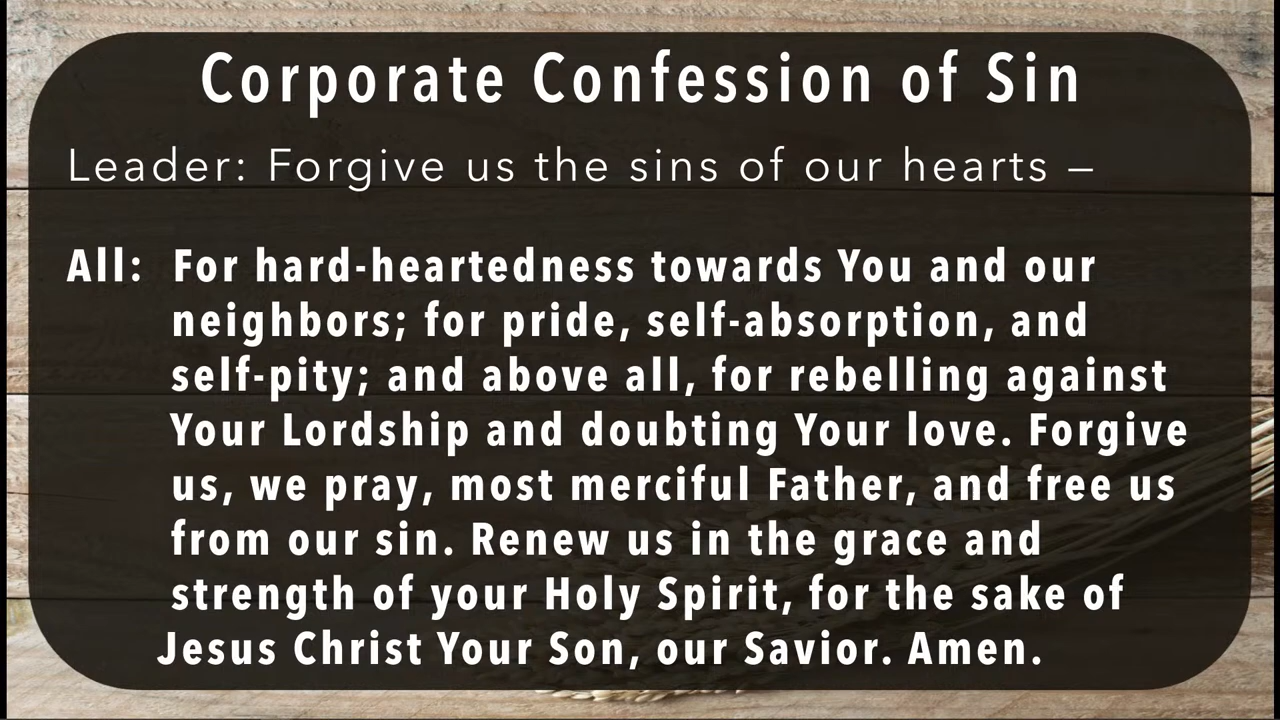 Corporate Confession of Sin
Leader: Forgive us the sins of our hearts –
All: For hard-heartedness towards You and our
neighbors; for pride, self-absorption, and
self-pity; and above all, for rebelling against
Your Lordship and doubting Your love. Forgive
us, we pray, most merciful Father, and free us
from our sin. Renew us in the grace and
strength of your Holy Spirit, for the sake of
Jesus Christ Your Son, our Savior. Amen.